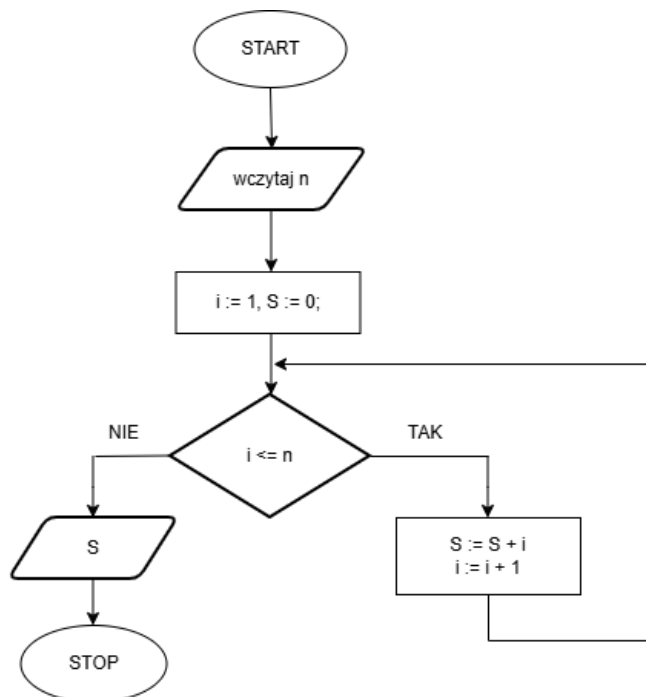 START
wczytaj n
i := 1, S := 0;
i <= n
NIE
TAK
S
S := S + i
i := i + 1
STOP